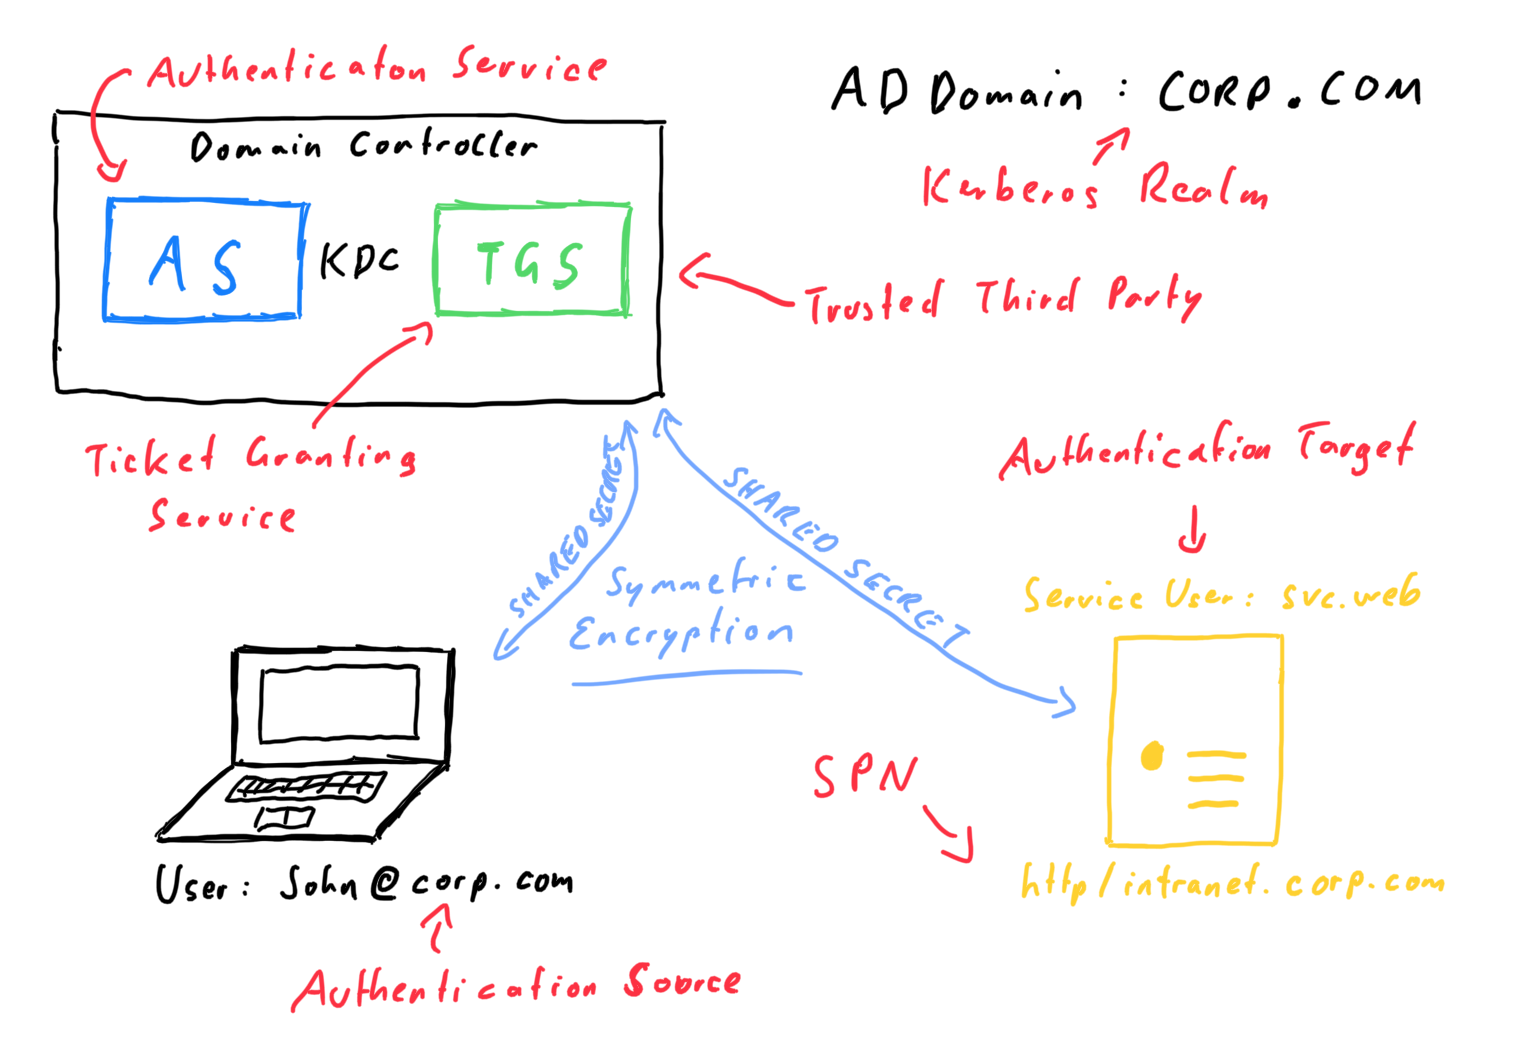 Authenticaton Service
AD Domain : CORP.COM
Kerberos Realm
Domain Controller
AS
KDC
TGS
Trusted Third Party
Ticket Granting
Service
SHARED SECRET
SHARED SECRET
Symmetric
Encryption
Authentication Target
Service User: svc.web
SPN
http/intranet.corp.com
User: John@corp.com
Authentication Source